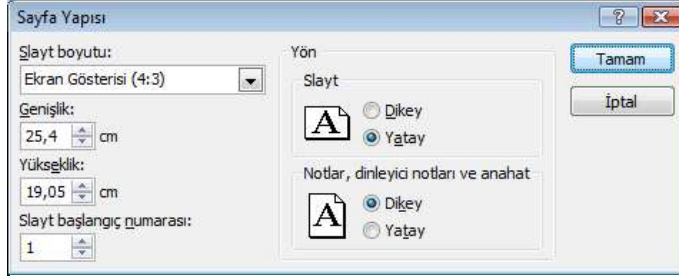 Sayfa Yapısı
Slayt boyutu:
Ekran Gösterisi (4:3)
Genişlik:
25,4 cm
Yükseklik:
19,05 cm
Slayt başlangıç numarası:
1
Yön
Slayt
A
Dikey
Yatay
Notlar, dinleyici notları ve anahat
A
Dikey
Yatay
Tamam
İptal